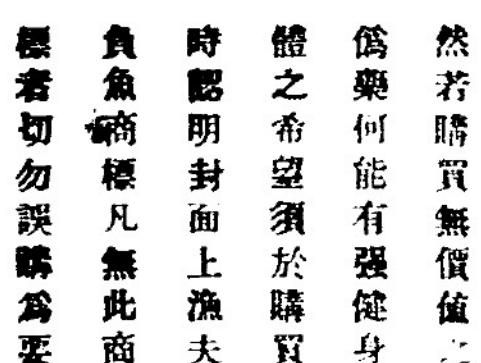 然若購買無價值
偽藥何能有强健身
體之希望須於購買
時認明封面上漁夫
負魚商標凡無此商
標者切勿誤購爲要